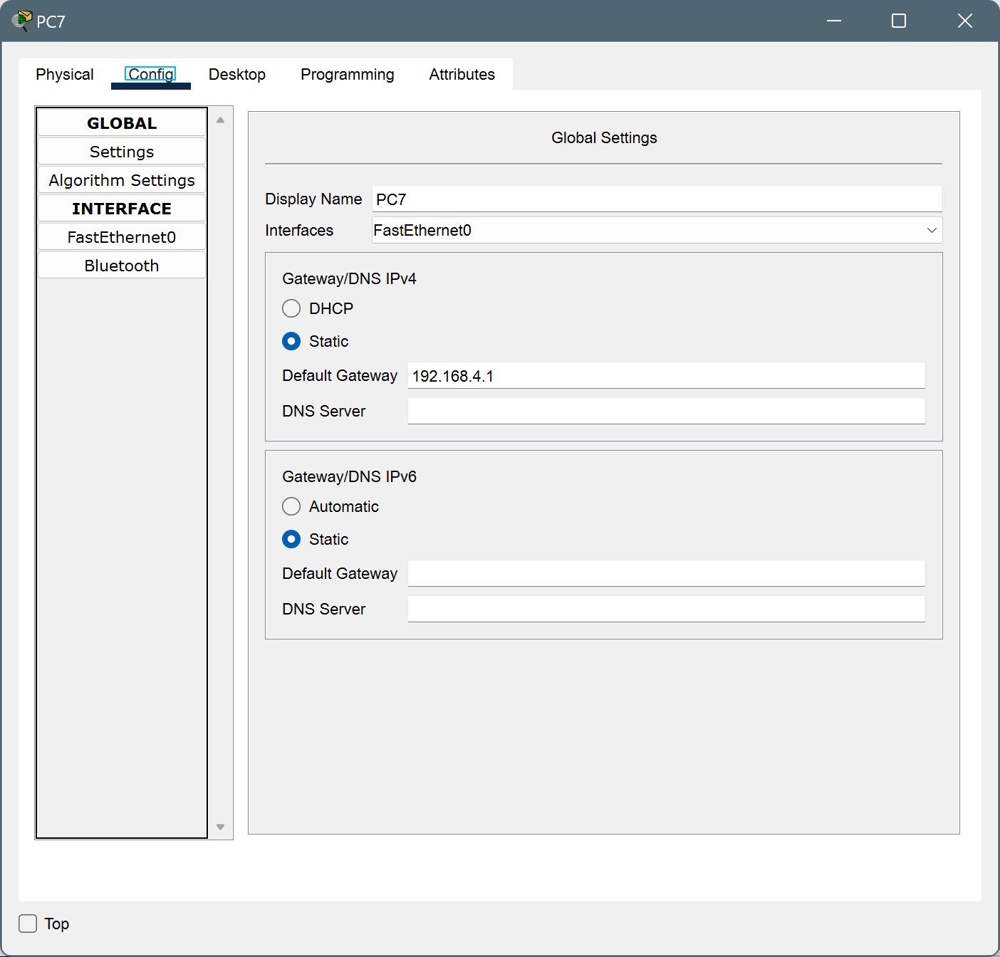 PC7
Physical Config Desktop Programming Attributes
GLOBAL
Settings
Algorithm Settings
INTERFACE
FastEthernet0
Bluetooth
Global Settings
Display Name PC7
Interfaces FastEthernet0
Gateway/DNS IPv4
DHCP
Static
Default Gateway 192.168.4.1
DNS Server
Gateway/DNS IPv6
Automatic
Static
Default Gateway
DNS Server
Top